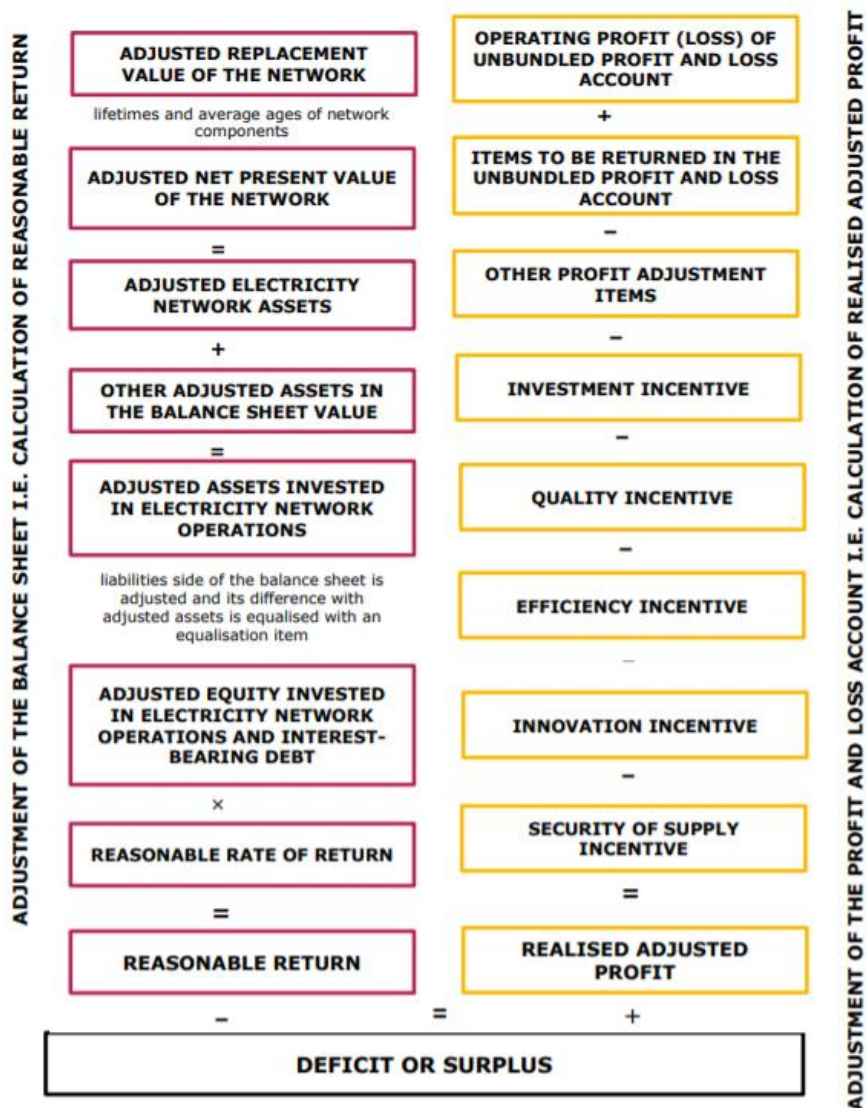 ADJUSTMENT OF THE BALANCE SHEET I.E. CALCULATION OF REASONABLE RETURN
ADJUSTED REPLACEMENT
VALUE OF THE NETWORK
lifetimes and average ages of network
components
ADJUSTED NET PRESENT VALUE
OF THE NETWORK
=
ADJUSTED ELECTRICITY
NETWORK ASSETS
+
OTHER ADJUSTED ASSETS IN
THE BALANCE SHEET VALUE
=
ADJUSTED ASSETS INVESTED
IN ELECTRICITY NETWORK
OPERATIONS
liabilities side of the balance sheet is
adjusted and its difference with
adjusted assets is equalised with an
equalisation item
ADJUSTED EQUITY INVESTED
IN ELECTRICITY NETWORK
OPERATIONS AND INTEREST-
BEARING DEBT
×
REASONABLE RATE OF RETURN
=
REASONABLE RETURN
−
OPERATING PROFIT (LOSS) OF
UNBUNDLED PROFIT AND LOSS
ACCOUNT
+
ITEMS TO BE RETURNED IN THE
UNBUNDLED PROFIT AND LOSS
ACCOUNT
−
OTHER PROFIT ADJUSTMENT
ITEMS
−
INVESTMENT INCENTIVE
−
QUALITY INCENTIVE
−
EFFICIENCY INCENTIVE
−
INNOVATION INCENTIVE
−
SECURITY OF SUPPLY
INCENTIVE
=
REALISED ADJUSTED
PROFIT
+
=
DEFICIT OR SURPLUS
ADJUSTMENT OF THE PROFIT AND LOSS ACCOUNT I.E. CALCULATION OF REALISED ADJUSTED PROFIT